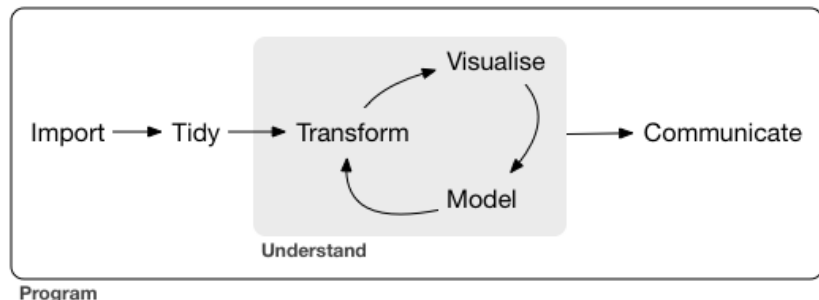 Visualise
Import
Tidy
Transform
Communicate
Model
Understand
Program